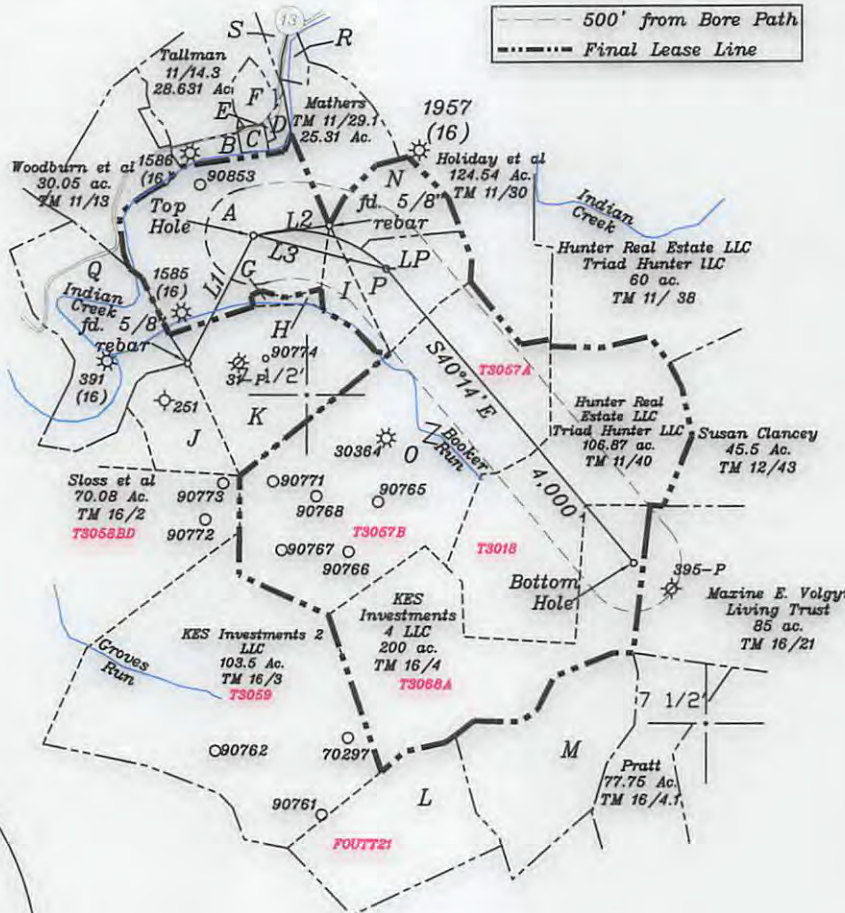 500' from Bore Path
Final Lease Line
13
S
R
Tallman
11/14.3
28.631 Ac.
F
E
D
C
B
Mathers
TM 11/29.1
25.31 Ac.
1957
(16)
1586
(16)
90853
Woodburn et al
30.05 ac.
TM 11/13
Holiday et al
124.54 Ac.
TM 11/30
N
fd. 5/8"
rebar
Top
Hole
A
L2
L3
LP
P
Indian
Creek
Hunter Real Estate LLC
Triad Hunter lLC
60 ac.
TM 11/ 38
Q
L1
G
I
H
1585
(16)
Indian
Creek
fd. 5/8"
rebar
391
(16)
90774
37-P
7 1/2'
251
J
K
T3057A
S40°14' E
4,000'
Hunter Real
Estate LLC
Triad Hunter LLC
106.87 ac.
TM 11/40
Susan Clancey
45.5 Ac.
TM 12/43
Booker
Run
30364
O
Sloss et al
70.08 Ac.
TM 16/2
T3058BD
90773
90772
90771
90768
90765
T3057B
90767
90766
T3018
Bottom
Hole
395-P
Maxine E. Volgy
Living Trust
85 ac.
TM 16/21
KES
Investments
4 LLC
200 ac.
TM 16/4
T3068A
KES Investments 2
LLC
103.5 Ac.
TM 16/3
T3059
Groves
Run
7 1/2'
90762
70297
M
Pratt
77.75 Ac.
TM 16/4.1
L
90761
FOUTT21